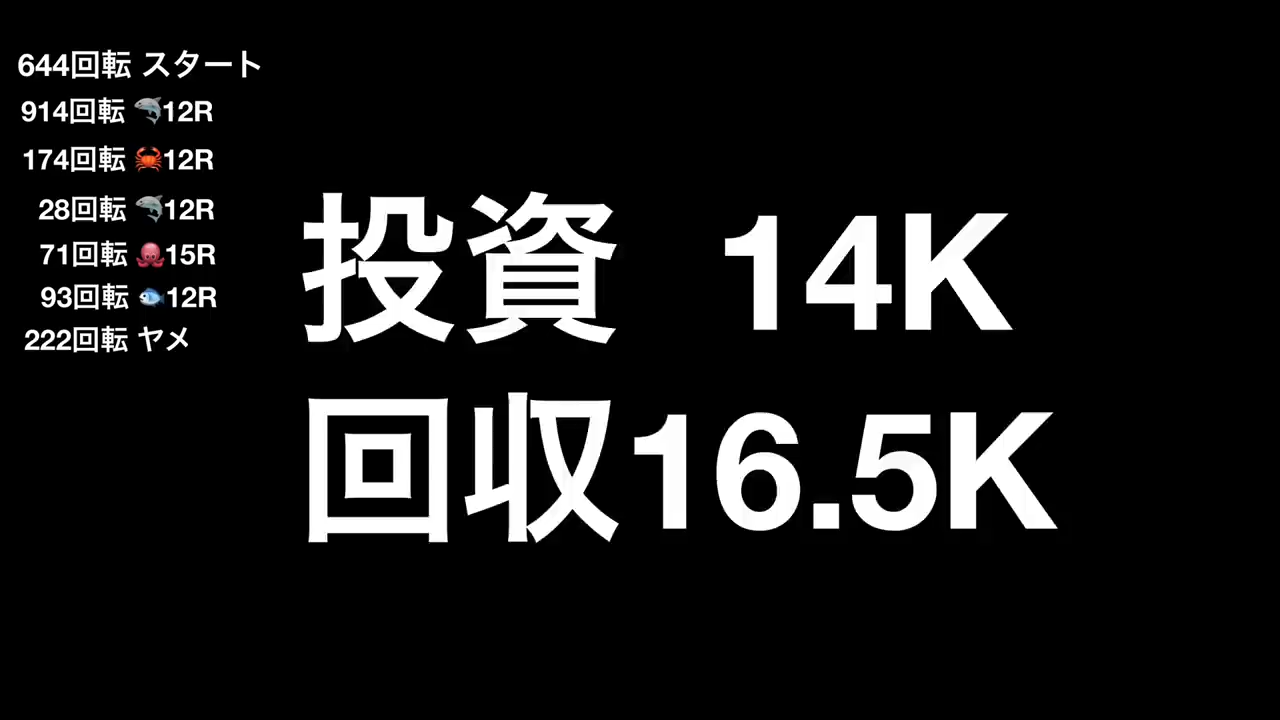 644回転 スタート
914回転 🦈12R
174回転 🦀12R
28回転 🦈12R
71回転 🐙15R
93回転 🐟12R
222回転 ヤメ
投資 14K
回収16.5K